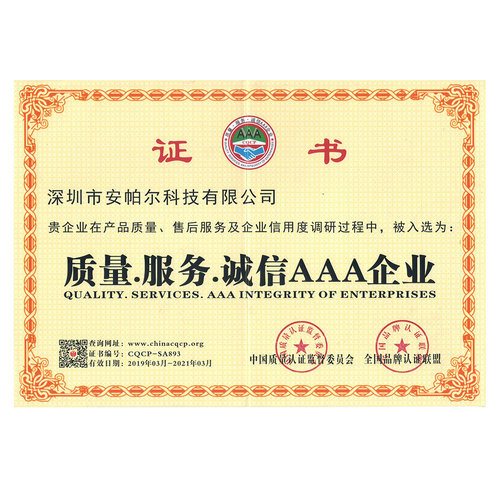 AAA
CQCP
证 书
深圳市安帕尔科技有限公司
贵企业在产品质量、售后服务及企业信用度调研过程中，被入选为：
质量.服务.诚信AAA企业
QUALITY. SERVICES. AAA INTEGRITY OF ENTERPRISES
查询网址：www.chinacqcp.org
证书编号：CQCP-SA893
有效日期：2019年03月-2021年03月
中国质量认证监督委员会 全国品牌认证联盟